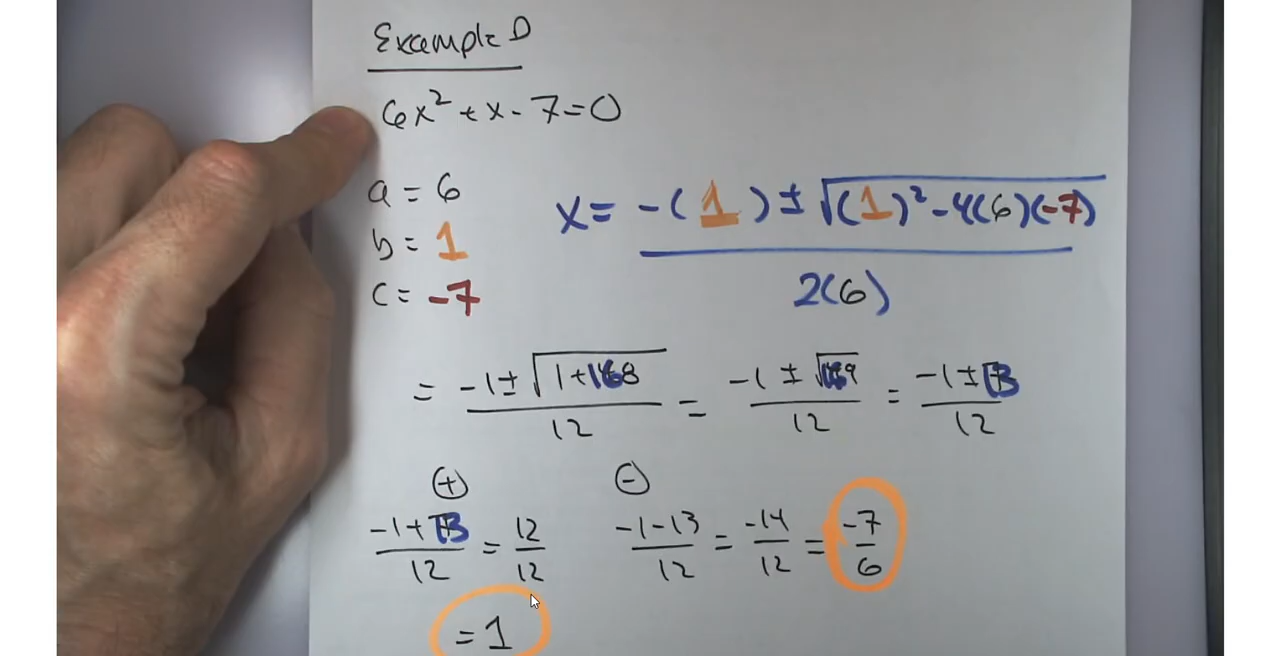 Example D
6x² + x - 7 = 0
a = 6
b = 1
c = -7
x = (-(1) ± √((1)² - 4(6)(-7))) / 2(6)
= (-1 ± √(1 + 168)) / 12 = (-1 ± √169) / 12 = (-1 ± 13) / 12
⊕ ⊖
(-1 + 13) / 12 = 12/12 (-1 - 13) / 12 = -14/12 = -7/6
= 1